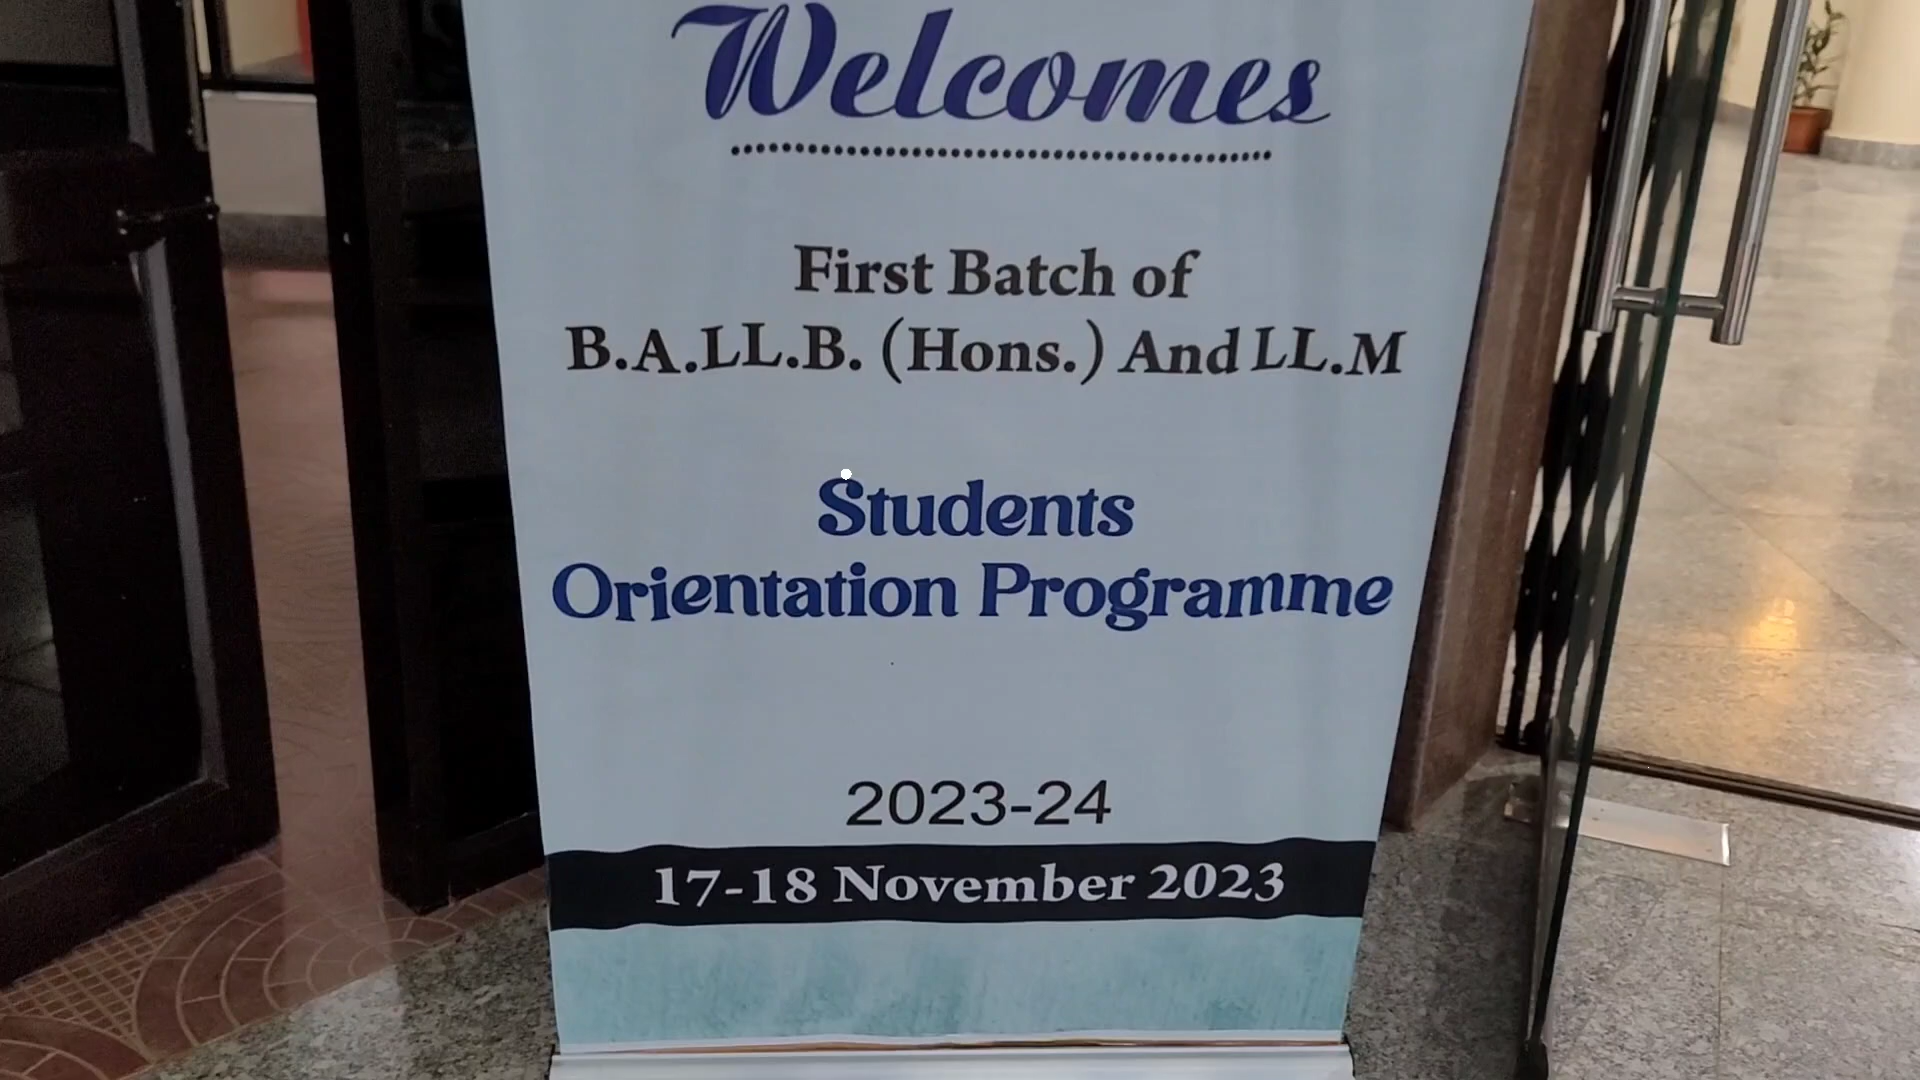 Welcomes
First Batch of
B.A.LL.B. (Hons.) And LL.M
Students
Orientation Programme
2023-24
17-18 November 2023